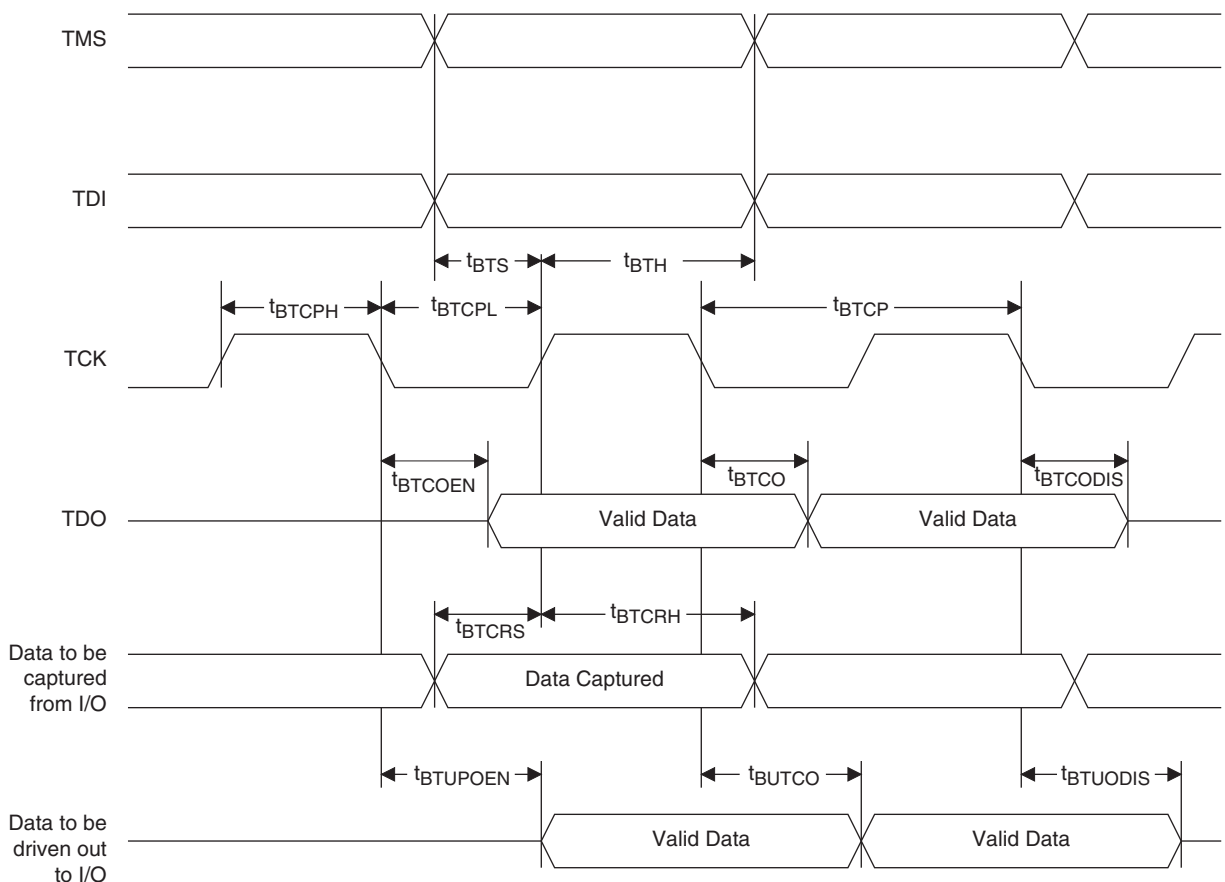 TMS
TDI
tBTS
tBTH
tBTCPH
tBTCPL
tBTCP
TCK
tBTCOEN
tBTCO
tBTCODIS
TDO
Valid Data
Valid Data
tBTCRS
tBTCRH
Data to be
captured
from I/O
Data Captured
tBTUPOEN
tBUTCO
tBTUODIS
Data to be
driven out
to I/O
Valid Data
Valid Data